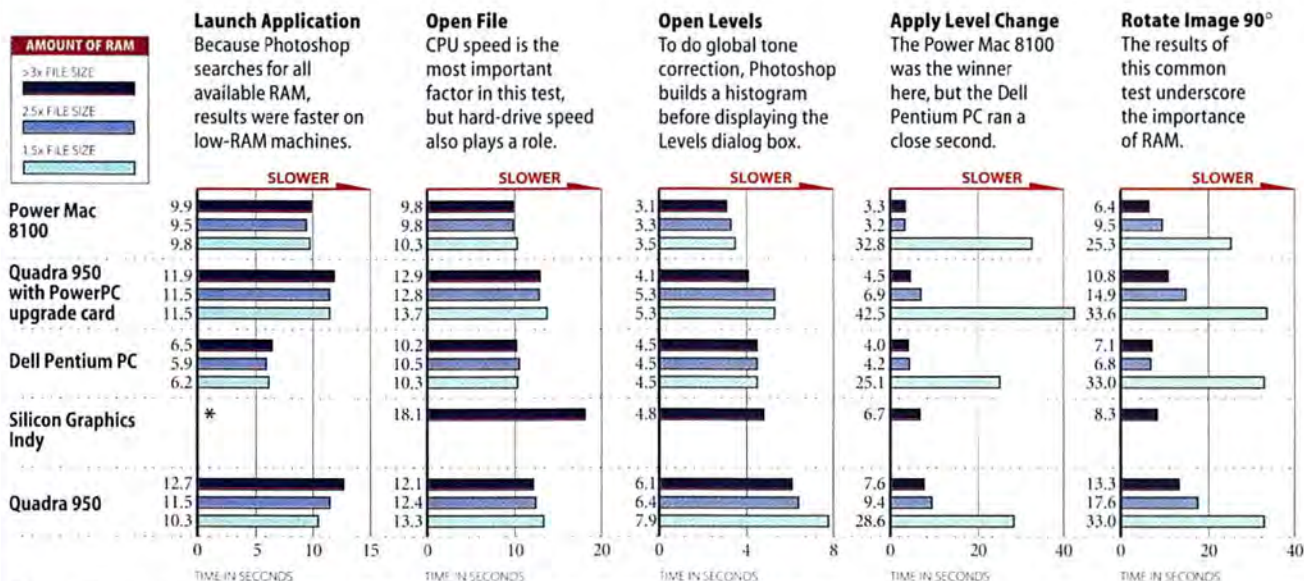 AMOUNT OF RAM
>3x FILE SIZE
2.5x FILE SIZE
1.5x FILE SIZE
Launch Application
Because Photoshop
searches for all
available RAM,
results were faster on
low-RAM machines.
Open File
CPU speed is the
most important
factor in this test,
but hard-drive speed
also plays a role.
Open Levels
To do global tone
correction, Photoshop
builds a histogram
before displaying the
Levels dialog box.
Apply Level Change
The Power Mac 8100
was the winner
here, but the Dell
Pentium PC ran a
close second.
Rotate Image 90°
The results of
this common
test underscore
the importance
of RAM.
SLOWER SLOWER SLOWER SLOWER SLOWER
Power Mac
8100
9.9 9.8 3.1 3.3 6.4
9.5 9.8 3.3 3.2 9.5
9.8 10.3 3.5 32.8 25.3
Quadra 950
with PowerPC
upgrade card
11.9 12.9 4.1 4.5 10.8
11.5 12.8 5.3 6.9 14.9
11.5 13.7 5.3 42.5 33.6
Dell Pentium PC
6.5 10.2 4.5 4.0 7.1
5.9 10.5 4.5 4.2 6.8
6.2 10.3 4.5 25.1 33.0
Silicon Graphics
Indy
* 18.1 4.8 6.7 8.3
Quadra 950
12.7 12.1 6.1 7.6 13.3
11.5 12.4 6.4 9.4 17.6
10.3 13.3 7.9 28.6 33.0
0 5 10 15 0 10 20 0 4 8 0 20 40 0 20 40
TIME IN SECONDS TIME IN SECONDS TIME IN SECONDS TIME IN SECONDS TIME IN SECONDS